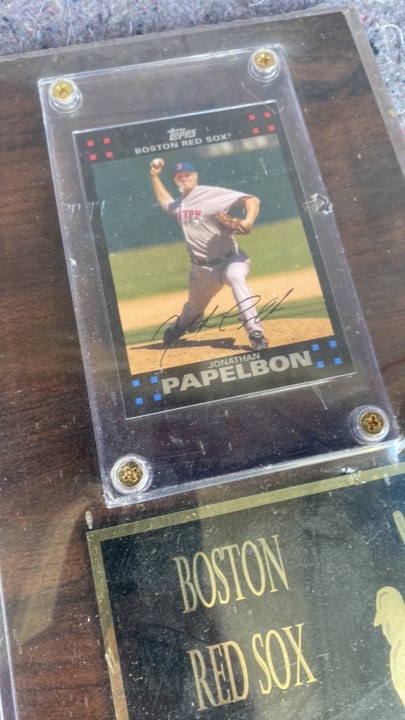 Topps
BOSTON RED SOX
JONATHAN
PAPELBON
BOSTON
RED SOX